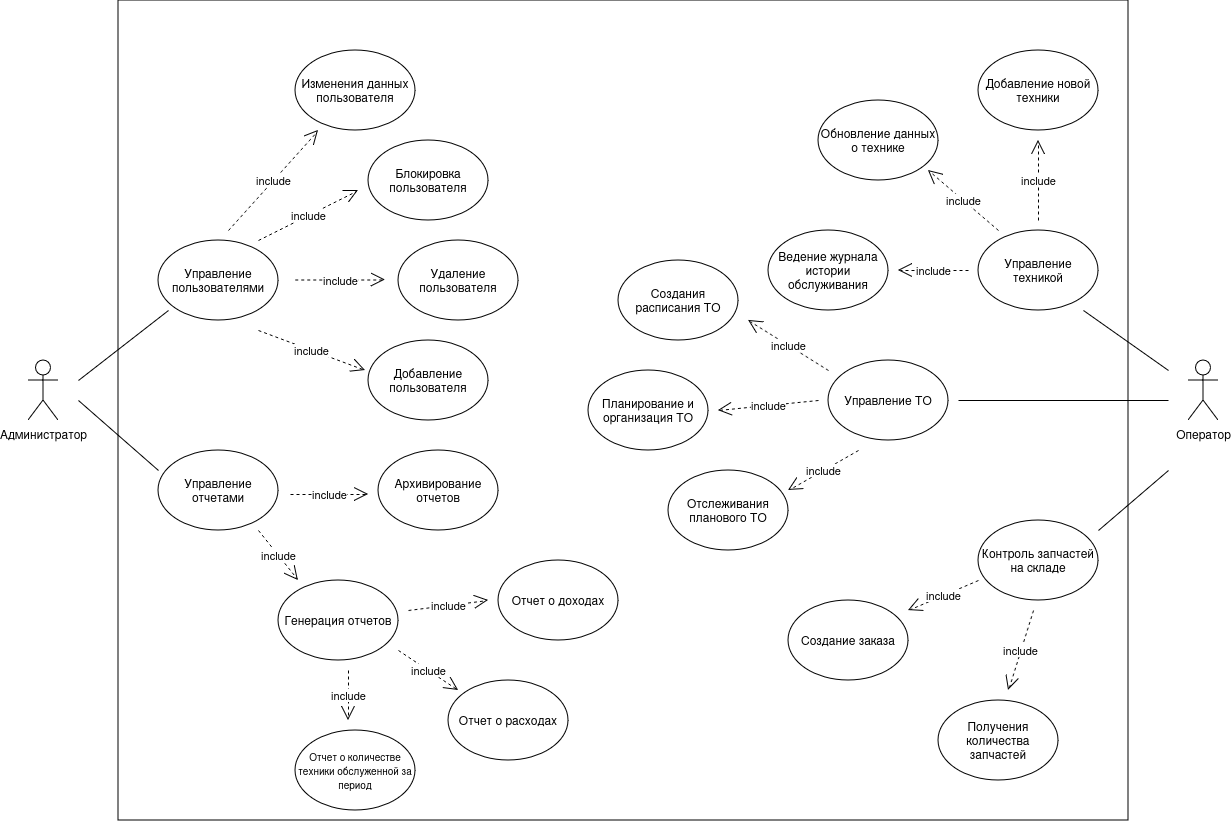 Изменения данных
пользователя
Добавление новой
техники
Обновление данных
о технике
include
Блокировка
пользователя
include
include
include
include
Управление
пользователями
include
Удаление
пользователя
Ведение журнала
истории
обслуживания
include
Управление
техникой
Создания
расписания ТО
include
include
Добавление
пользователя
Планирование и
организация ТО
include
Управление ТО
Администратор
Оператор
include
Управление
отчетами
include
Архивирование
отчетов
Отслеживания
планового ТО
include
Контроль запчастей
на складе
include
Генерация отчетов
include
Отчет о доходах
Создание заказа
include
include
include
Отчет о расходах
Получения
количества
запчастей
Отчет о количестве
техники обслуженной за
период